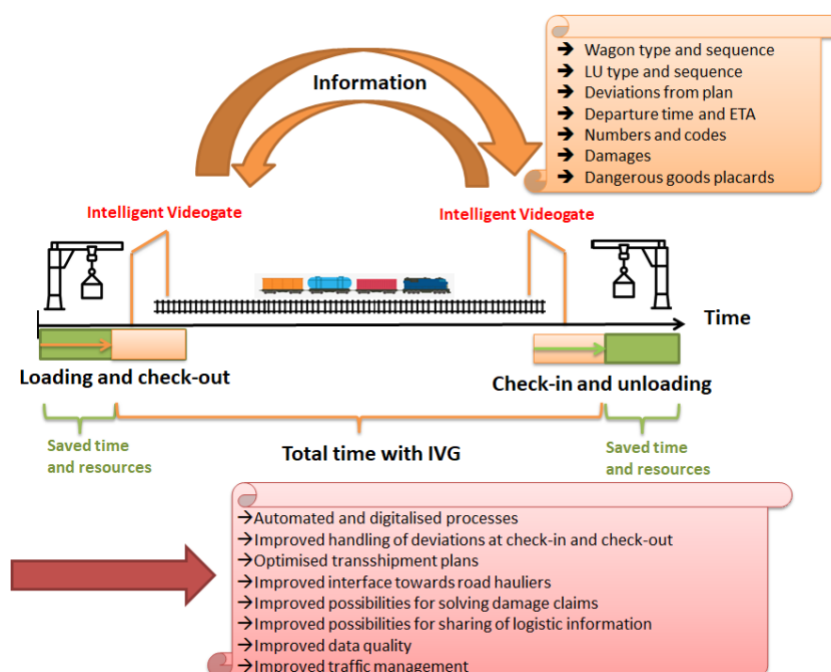 Information
➔ Wagon type and sequence
➔ LU type and sequence
➔ Deviations from plan
➔ Departure time and ETA
➔ Numbers and codes
➔ Damages
➔ Dangerous goods placards
Intelligent Videogate
Intelligent Videogate
Time
Loading and check-out
Check-in and unloading
Saved time
and resources
Total time with IVG
Saved time
and resources
→Automated and digitalised processes
→Improved handling of deviations at check-in and check-out
→Optimised transshipment plans
→Improved interface towards road hauliers
→Improved possibilities for solving damage claims
→Improved possibilities for sharing of logistic information
→Improved data quality
→Improved traffic management